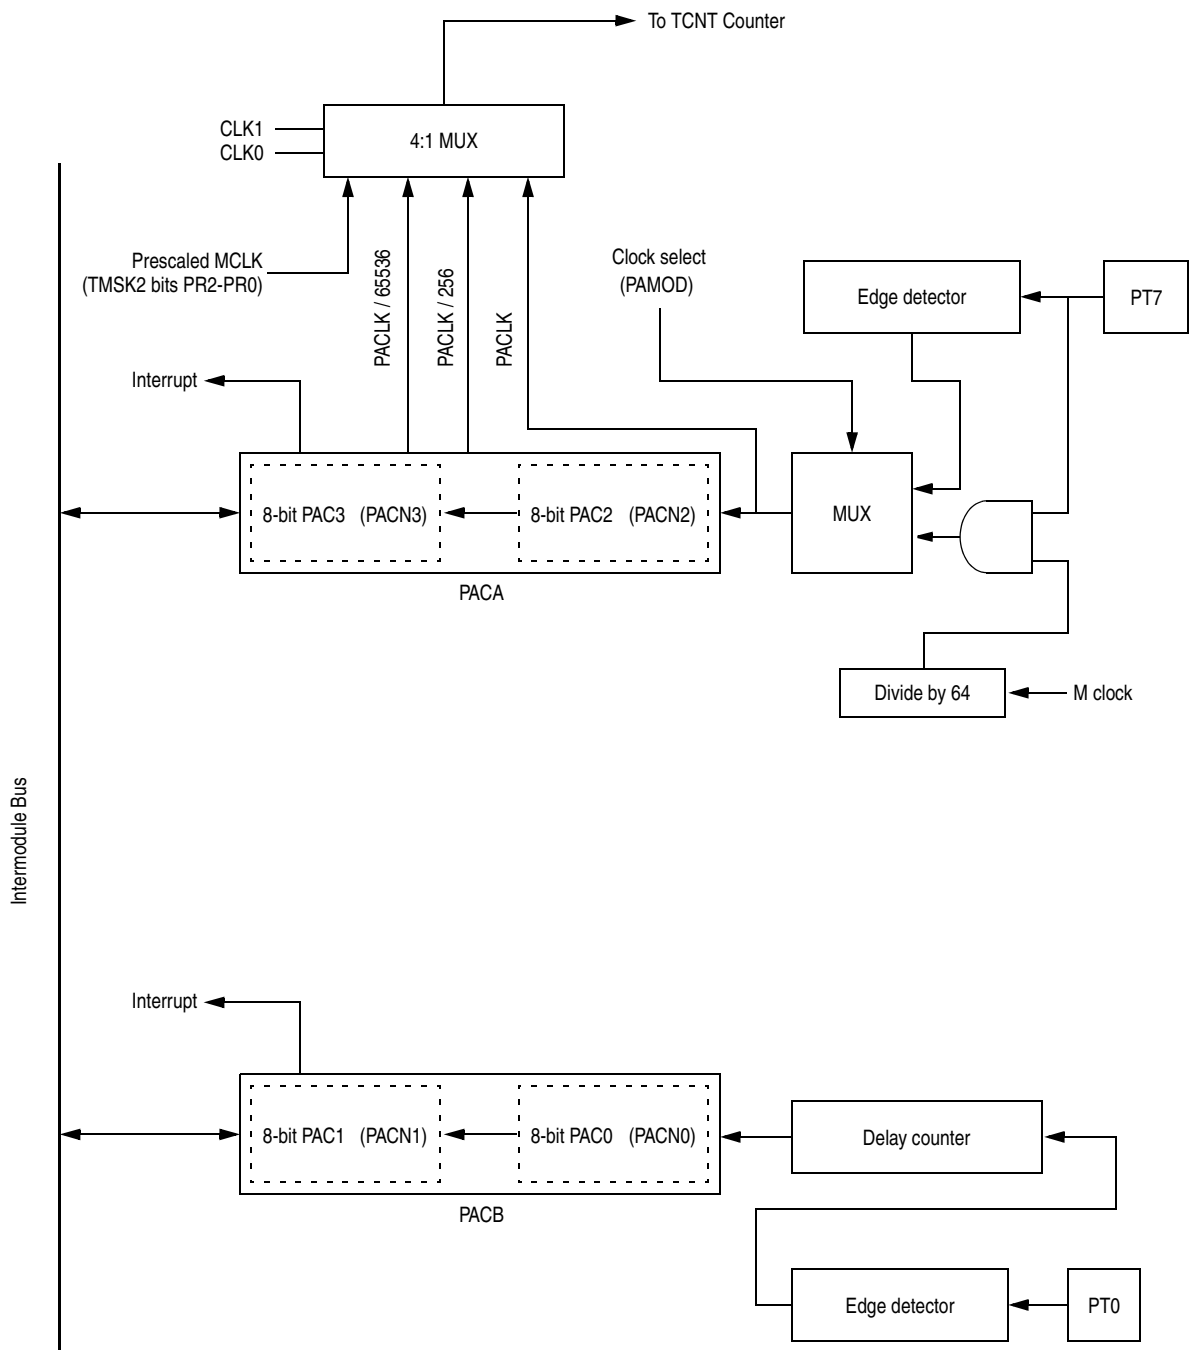 To TCNT Counter
CLK1
CLK0
4:1 MUX
Prescaled MCLK
(TMSK2 bits PR2-PR0)
PACLK / 65536
PACLK / 256
PACLK
Clock select
(PAMOD)
Edge detector
PT7
Interrupt
8-bit PAC3 (PACN3)
8-bit PAC2 (PACN2)
MUX
PACA
Divide by 64
M clock
Intermodule Bus
Interrupt
8-bit PAC1 (PACN1)
8-bit PAC0 (PACN0)
Delay counter
PACB
Edge detector
PT0